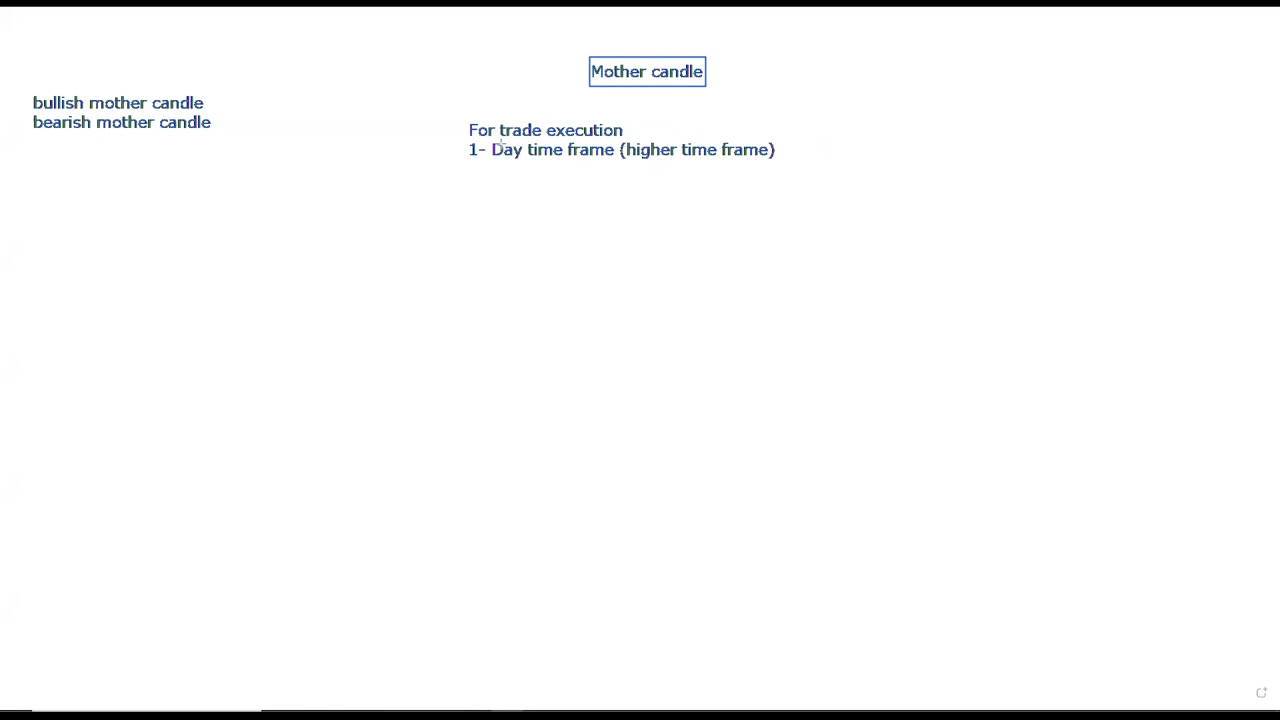 Mother candle
bullish mother candle
bearish mother candle
For trade execution
1- Day time frame (higher time frame)